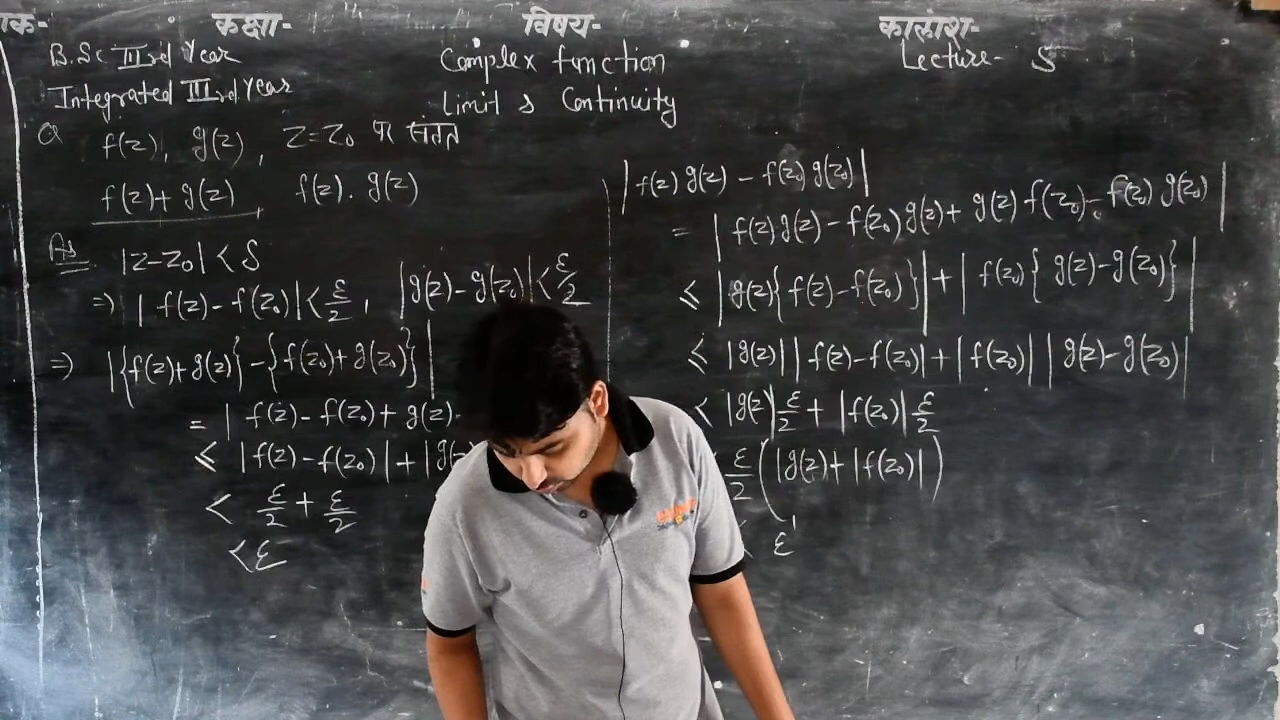 क- कक्षा- विषय- कालांश-
B.Sc IIIrd Year
Integrated IIIrd Year
Complex function
Limit & Continuity
Lecture- 5
Q f(z), g(z), z=z₀ पर संतत
f(z)+g(z), f(z).g(z)
As |z-z₀|<δ
⇒ |f(z)-f(z₀)|<ε/2, |g(z)-g(z₀)|<ε/2
⇒ |{f(z)+g(z)}-{f(z₀)+g(z₀)}|
= |f(z)-f(z₀)+g(z)-
≤ |f(z)-f(z₀)|+|g(
< ε/2+ε/2
<ε
|f(z)g(z)-f(z₀)g(z₀)|
= |f(z)g(z)-f(z₀)g(z)+g(z)f(z₀)-f(z₀)g(z₀)|
≤ |g(z){f(z)-f(z₀)}|+|f(z₀){g(z)-g(z₀)}|
≤ |g(z)||f(z)-f(z₀)|+|f(z₀)||g(z)-g(z₀)|
< |g(z)|ε/2+|f(z₀)|ε/2
ε/2(|g(z)+|f(z₀)|)
< ε'